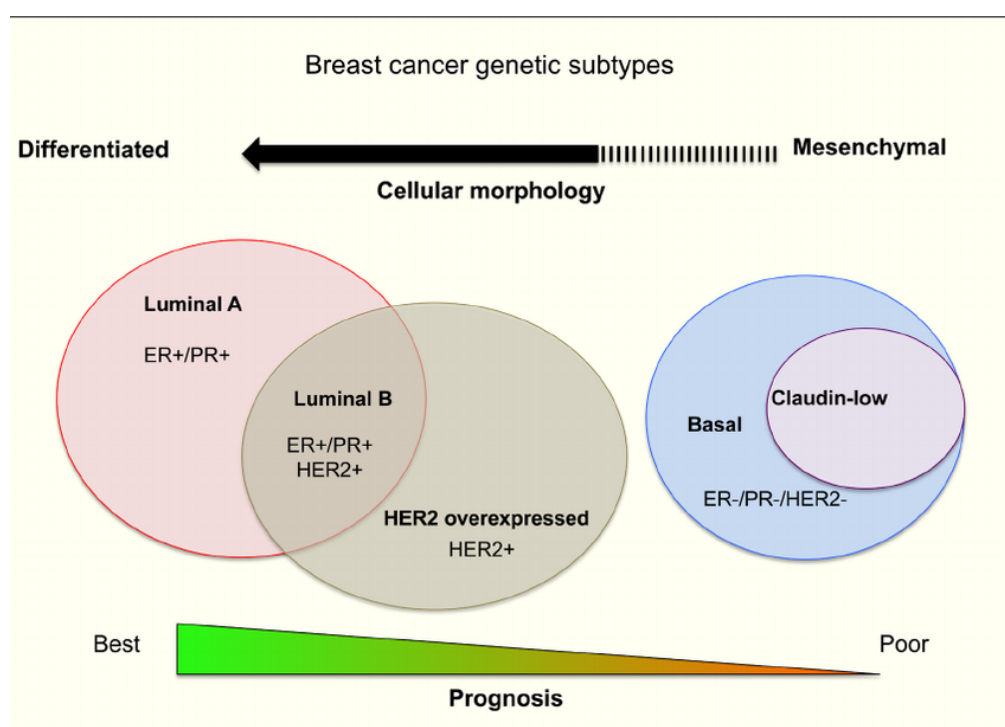 Breast cancer genetic subtypes
Differentiated
Mesenchymal
Cellular morphology
Luminal A
ER+/PR+
Luminal B
ER+/PR+
HER2+
HER2 overexpressed
HER2+
Basal
Claudin-low
ER-/PR-/HER2-
Best
Poor
Prognosis